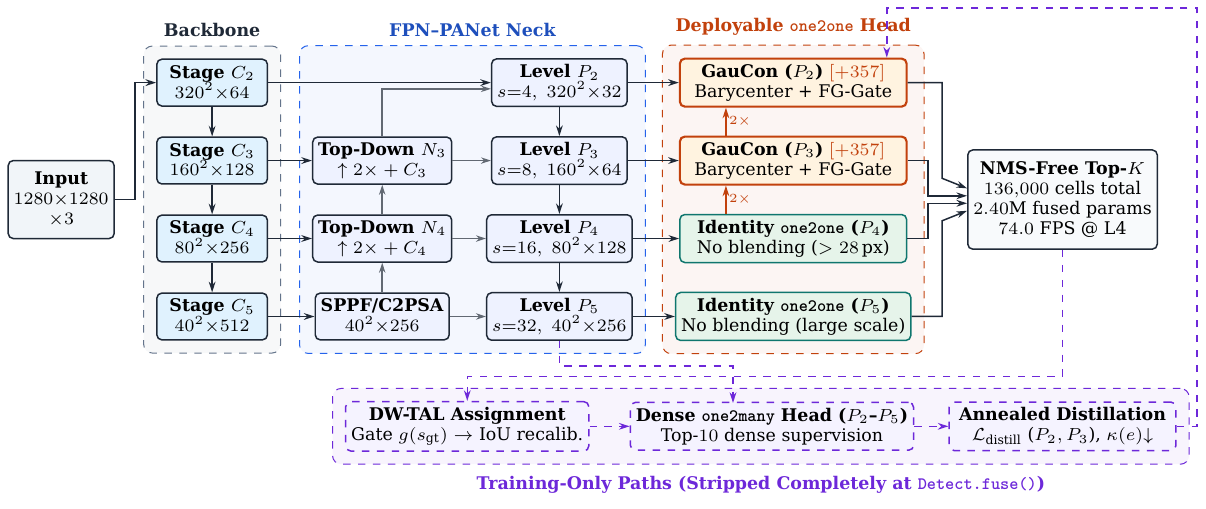 Backbone
FPN–PANet Neck
Deployable one2one Head
Input
1280×1280
×3
Stage C₂
320²×64
Stage C₃
160²×128
Stage C₄
80²×256
Stage C₅
40²×512
Top-Down N₃
↑ 2× + C₃
Top-Down N₄
↑ 2× + C₄
SPPF/C2PSA
40²×256
Level P₂
s=4, 320²×32
Level P₃
s=8, 160²×64
Level P₄
s=16, 80²×128
Level P₅
s=32, 40²×256
GauCon (P₂) [+357]
Barycenter + FG-Gate
2×
GauCon (P₃) [+357]
Barycenter + FG-Gate
2×
Identity one2one (P₄)
No blending (> 28 px)
Identity one2one (P₅)
No blending (large scale)
NMS-Free Top-K
136,000 cells total
2.40M fused params
74.0 FPS @ L4
DW-TAL Assignment
Gate g(s_gt) → IoU recalib.
Dense one2many Head (P₂–P₅)
Top-10 dense supervision
Annealed Distillation
ℒ_distill (P₂, P₃), κ(e)↓
Training-Only Paths (Stripped Completely at Detect.fuse())